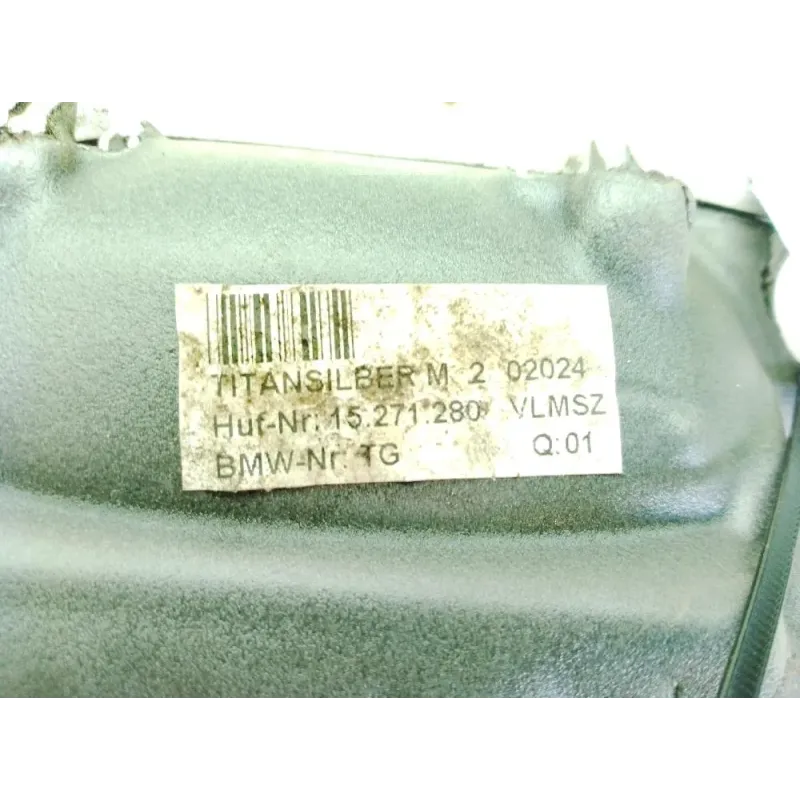 TITANSILBER M 2 02024
Huf-Nr. 15.271.280 VLMSZ
BMW-Nr. TG Q:01